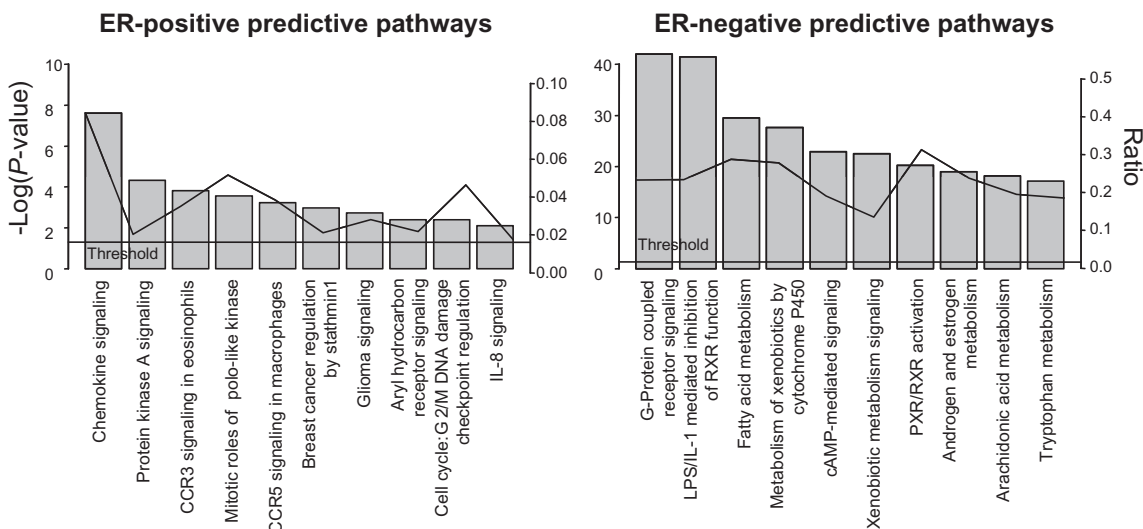 ER-positive predictive pathways
-Log(P-value)
10
8
6
4
2
0
0.10
0.08
0.06
0.04
0.02
0.00
Threshold
Chemokine signaling
Protein kinase A signaling
CCR3 signaling in eosinophils
Mitotic roles of polo-like kinase
CCR5 signaling in macrophages
Breast cancer regulation
by stathmin1
Glioma signaling
Aryl hydrocarbon
receptor signaling
Cell cycle: G 2/M DNA damage
checkpoint regulation
IL-8 signaling
ER-negative predictive pathways
40
30
20
10
0
0.5
0.4
0.3
0.2
0.1
0.0
Ratio
Threshold
G-Protein coupled
receptor signaling
LPS/IL-1 mediated inhibition
of RXR function
Fatty acid metabolism
Metabolism of xenobiotics by
cytochrome P450
cAMP-mediated signaling
Xenobiotic metabolism signaling
PXR/RXR activation
Androgen and estrogen
metabolism
Arachidonic acid metabolism
Tryptophan metabolism